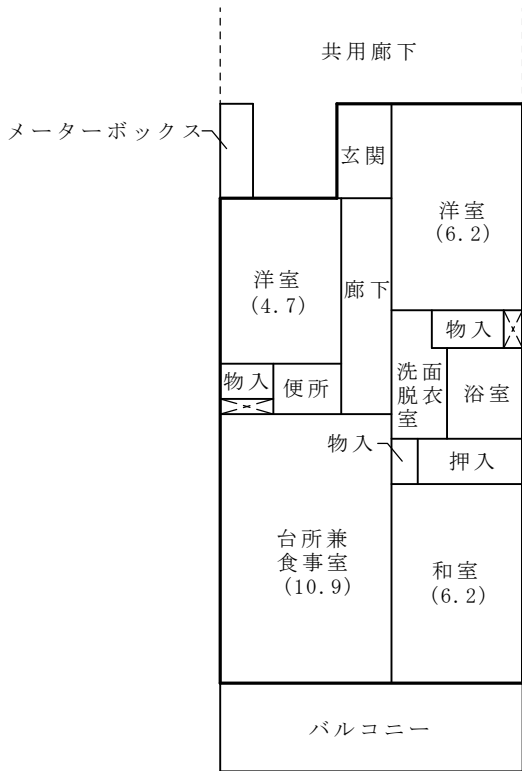 共用廊下
メーターボックス
玄関
洋室
(6.2)
洋室
(4.7)
廊下
物入
物入
便所
洗面
脱衣
室
浴室
物入
押入
台所兼
食事室
(10.9)
和室
(6.2)
バルコニー